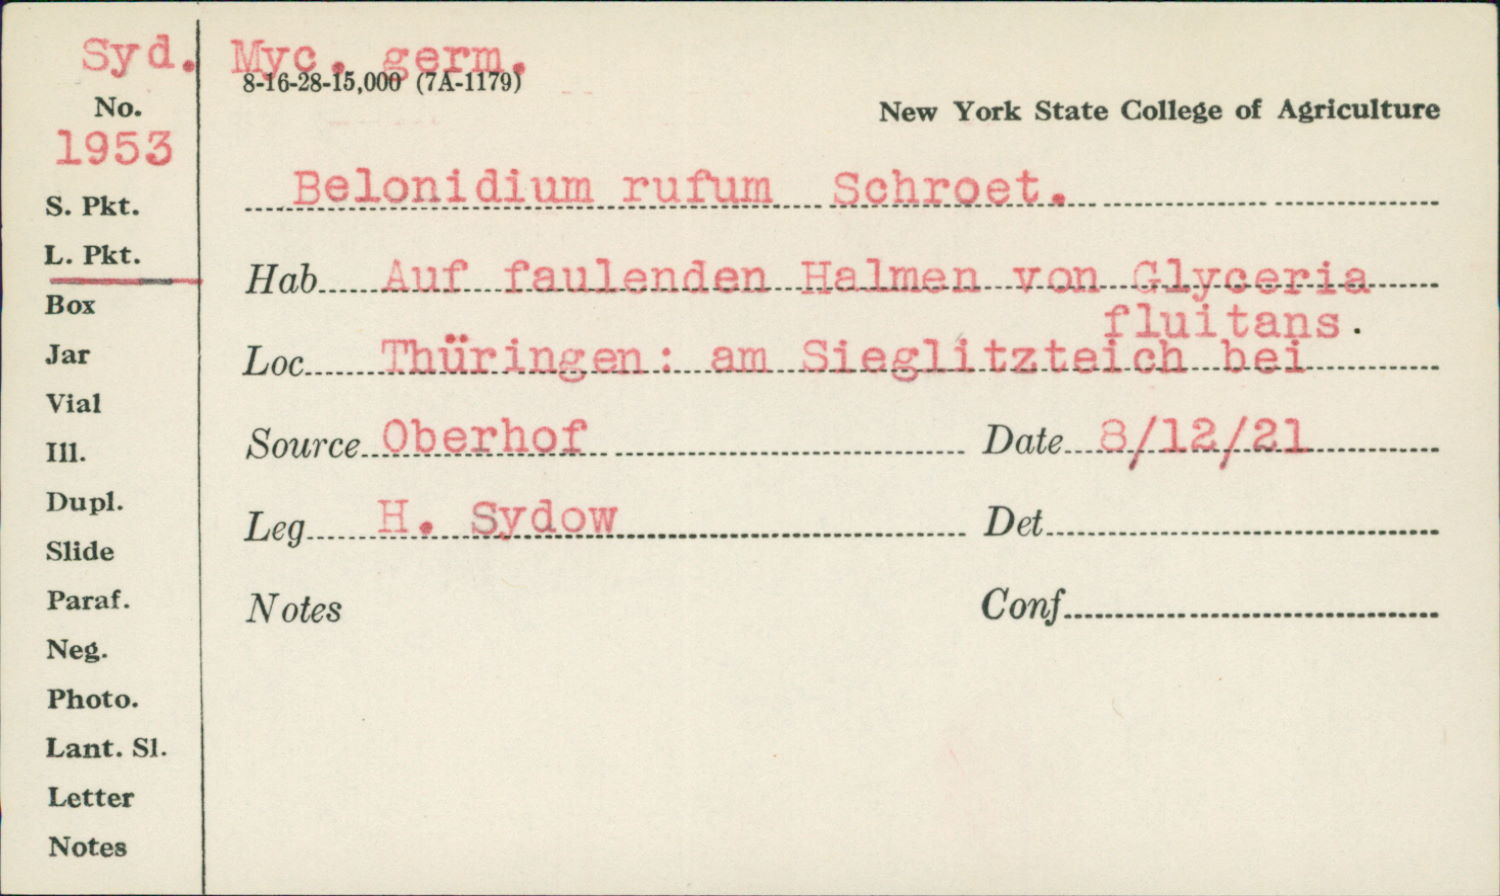 Syd. Myc. germ.
8-16-28-15,000 (7A-1179)
No.
1953
New York State College of Agriculture
Belonidium rufum Schroet.
S. Pkt.
L. Pkt.
Hab. Auf faulenden Halmen von Glyceria
fluitans.
Box
Jar
Loc. Thüringen: am Sieglitzteich bei
Vial
Ill.
Source Oberhof Date 8/12/21
Dupl.
Slide
Leg. H. Sydow Det.
Paraf.
Notes Conf.
Neg.
Photo.
Lant. Sl.
Letter
Notes